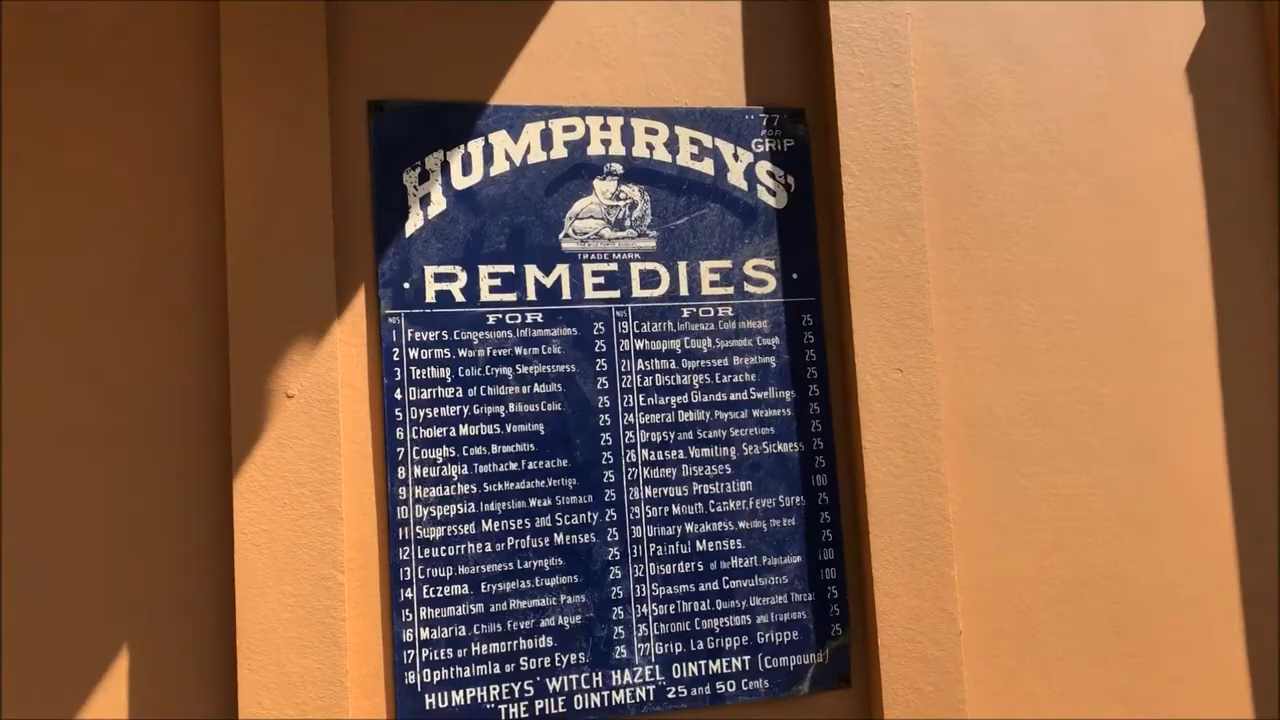 "77"
FOR
GRIP
HUMPHREYS'
TRADE MARK
· REMEDIES ·
NOS FOR
1 Fevers, Congestions, Inflammations. 25
2 Worms, Worm Fever, Worm Colic. 25
3 Teething, Colic, Crying, Sleeplessness. 25
4 Diarrhœa of Children or Adults. 25
5 Dysentery, Griping, Bilious Colic. 25
6 Cholera Morbus, Vomiting 25
7 Coughs, Colds, Bronchitis. 25
8 Neuralgia, Toothache, Faceache. 25
9 Headaches, Sick Headache, Vertigo. 25
10 Dyspepsia, Indigestion, Weak Stomach 25
11 Suppressed Menses and Scanty. 25
12 Leucorrhea or Profuse Menses. 25
13 Croup, Hoarseness Laryngitis. 25
14 Eczema, Erysipelas, Eruptions. 25
15 Rheumatism and Rheumatic Pains 25
16 Malaria, Chills, Fever and Ague 25
17 Piles or Hemorrhoids. 25
18 Ophthalmia or Sore Eyes. 25
NOS FOR
19 Catarrh, Influenza, Cold in Head. 25
20 Whooping Cough, Spasmodic Cough 25
21 Asthma, Oppressed Breathing 25
22 Ear Discharges, Earache. 25
23 Enlarged Glands and Swellings. 25
24 General Debility, Physical Weakness. 25
25 Dropsy and Scanty Secretions 25
26 Nausea, Vomiting, Sea-Sickness 25
27 Kidney Diseases 25
28 Nervous Prostration 100
29 Sore Mouth, Canker, Fever Sores 25
30 Urinary Weakness, Wetting the Bed 25
31 Painful Menses. 25
32 Disorders of the Heart, Palpitation 100
33 Spasms and Convulsions 100
34 Sore Throat, Quinsy, Ulcerated Throat 25
35 Chronic Congestions and Eruptions. 25
77 Grip, La Grippe, Grippe. 25
HUMPHREYS' WITCH HAZEL OINTMENT (Compound)
"THE PILE OINTMENT" 25 and 50 Cents